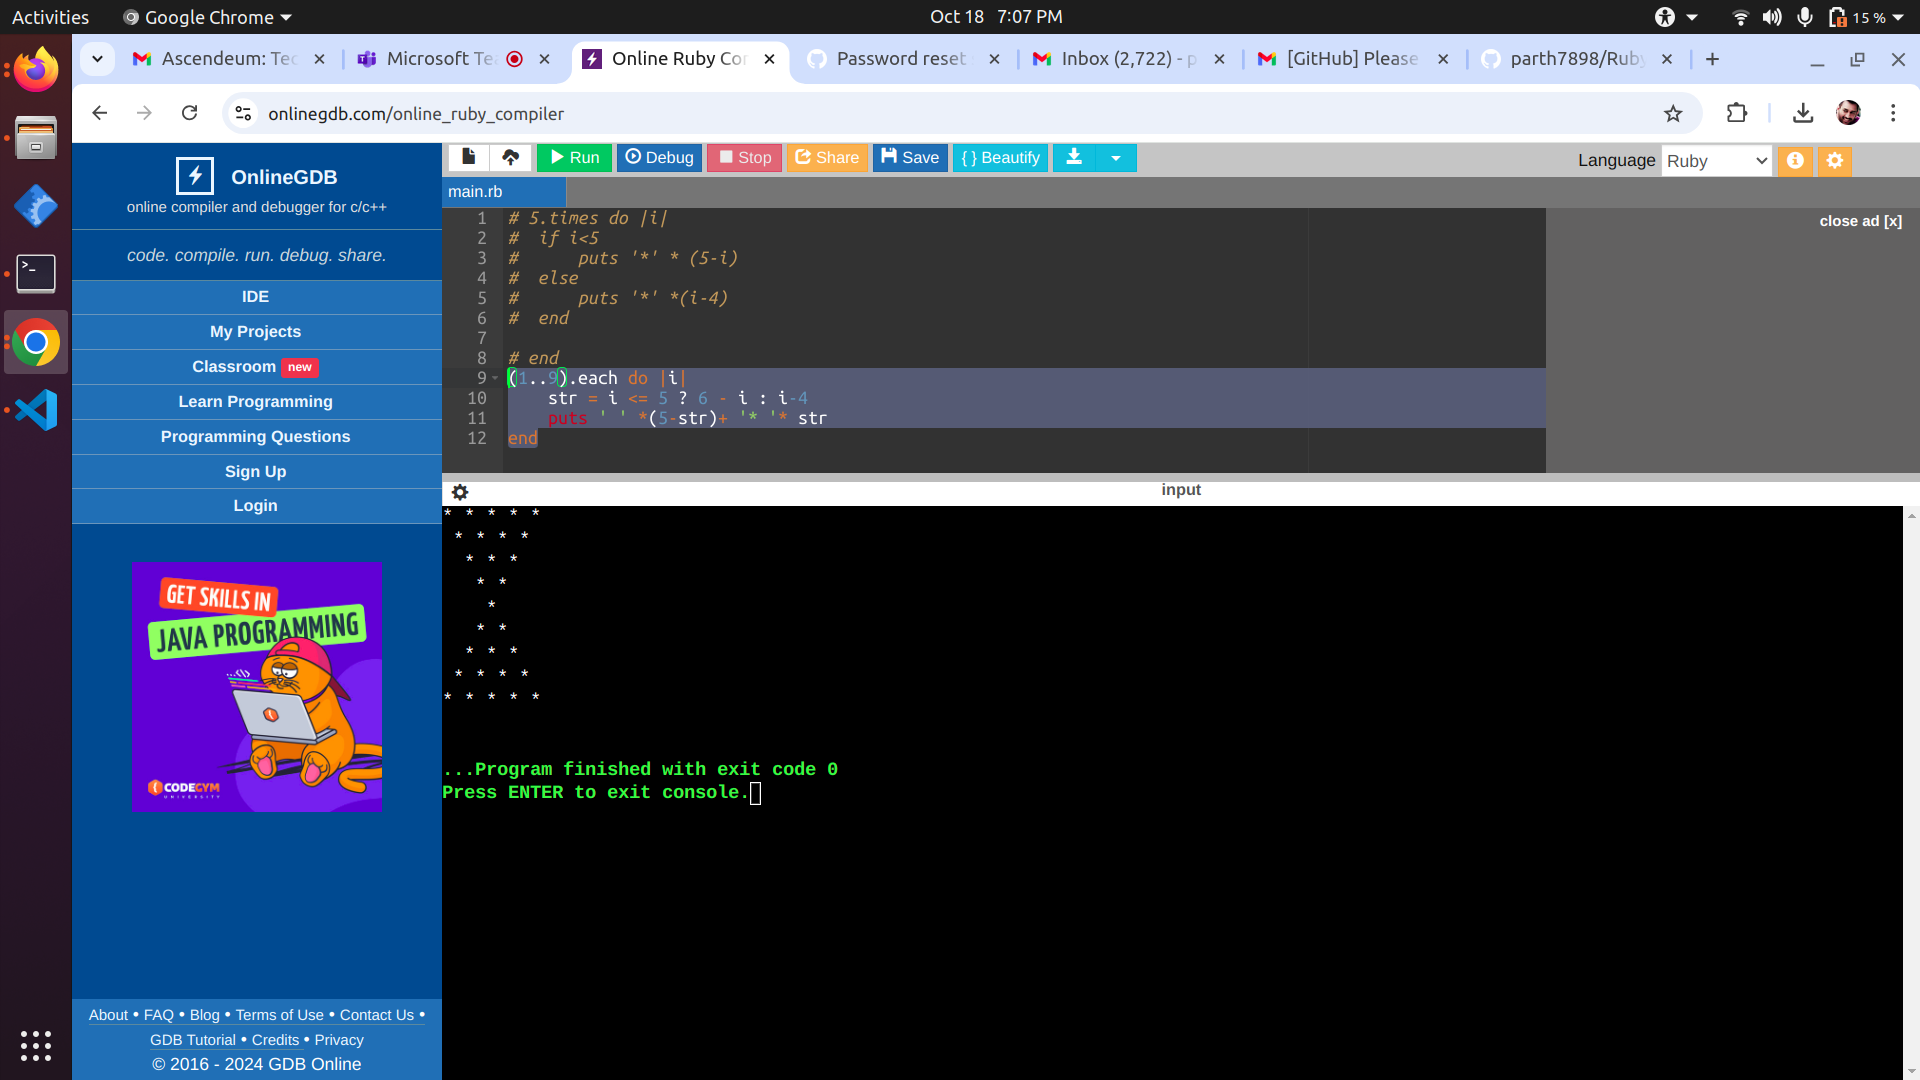 Activities
Google Chrome
Oct 18 7:07 PM
15 %
Ascendeum: Tec
Microsoft Te
Online Ruby Co
Password reset
Inbox (2,722) - p
[GitHub] Please
parth7898/Ruby
onlinegdb.com/online_ruby_compiler
OnlineGDB
online compiler and debugger for c/c++
code. compile. run. debug. share.
IDE
My Projects
Classroom new
Learn Programming
Programming Questions
Sign Up
Login
GET SKILLS IN
JAVA PROGRAMMING
CODEGYM
UNIVERSITY
About • FAQ • Blog • Terms of Use • Contact Us •
GDB Tutorial • Credits • Privacy
© 2016 - 2024 GDB Online
Run Debug Stop Share Save { } Beautify
Language Ruby
main.rb
close ad [x]
1 # 5.times do |i|
2 #  if i<5
3 #      puts '*' * (5-i)
4 #  else
5 #      puts '*' *(i-4)
6 #  end
7
8 # end
9 (1..9).each do |i|
10     str = i <= 5 ? 6 - i : i-4
11     puts ' ' *(5-str)+ '* '* str
12 end
input
* * * * *
 * * * *
  * * *
   * *
    *
   * *
  * * *
 * * * *
* * * * *
...Program finished with exit code 0
Press ENTER to exit console.